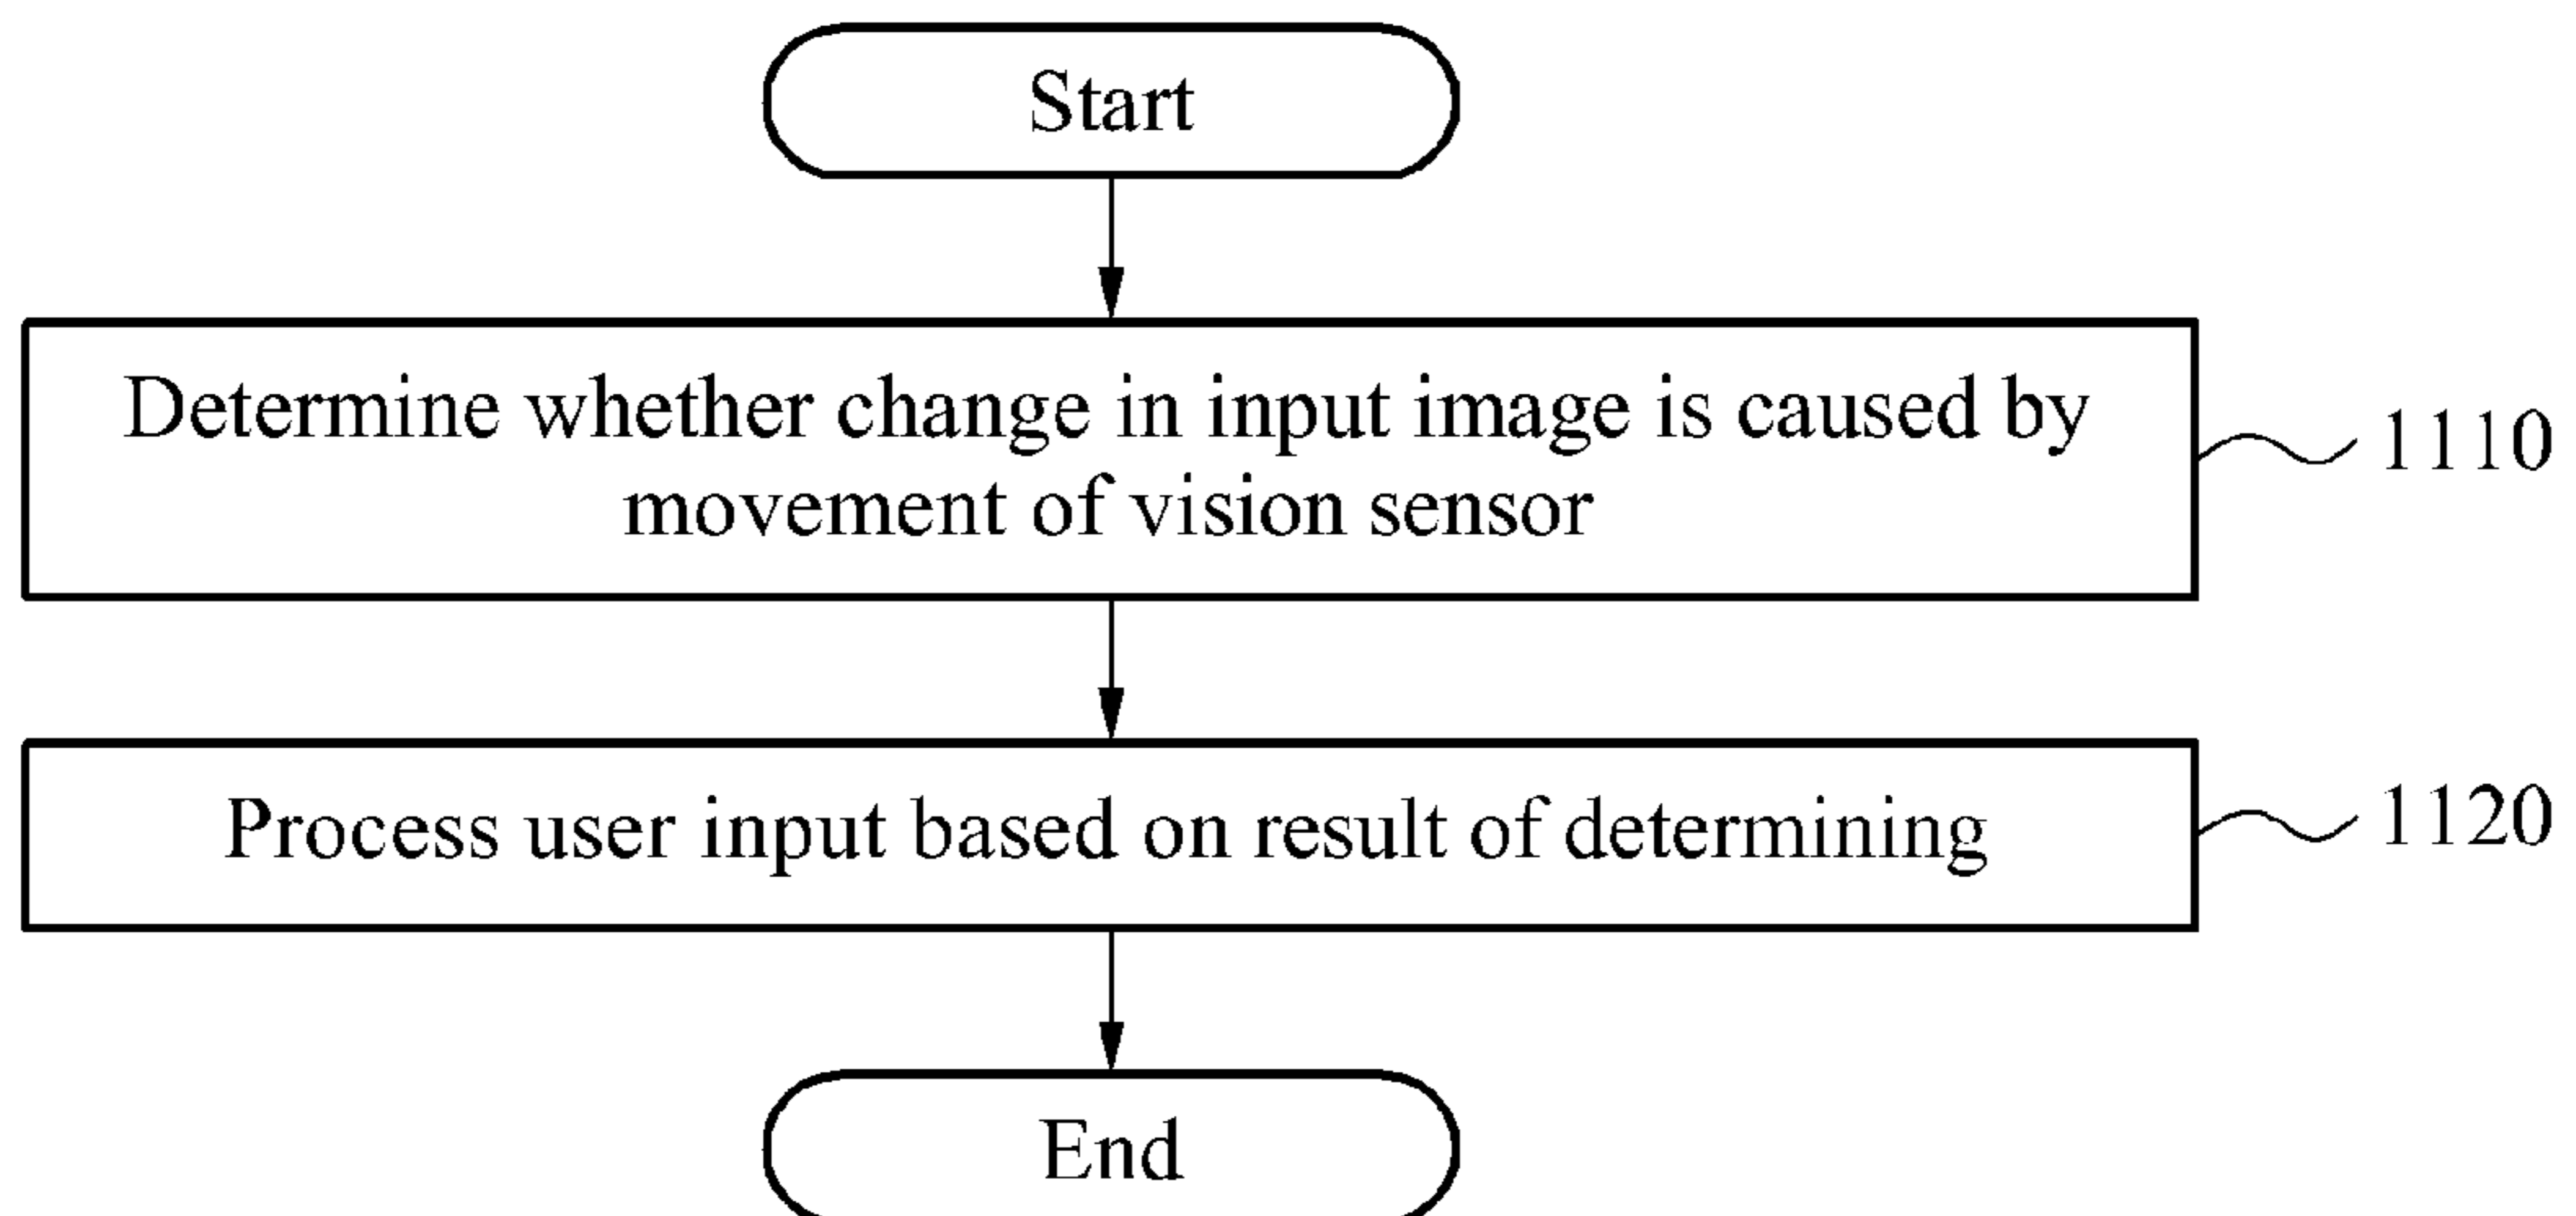 Start
Determine whether change in input image is caused by
movement of vision sensor
1110
Process user input based on result of determining
1120
End